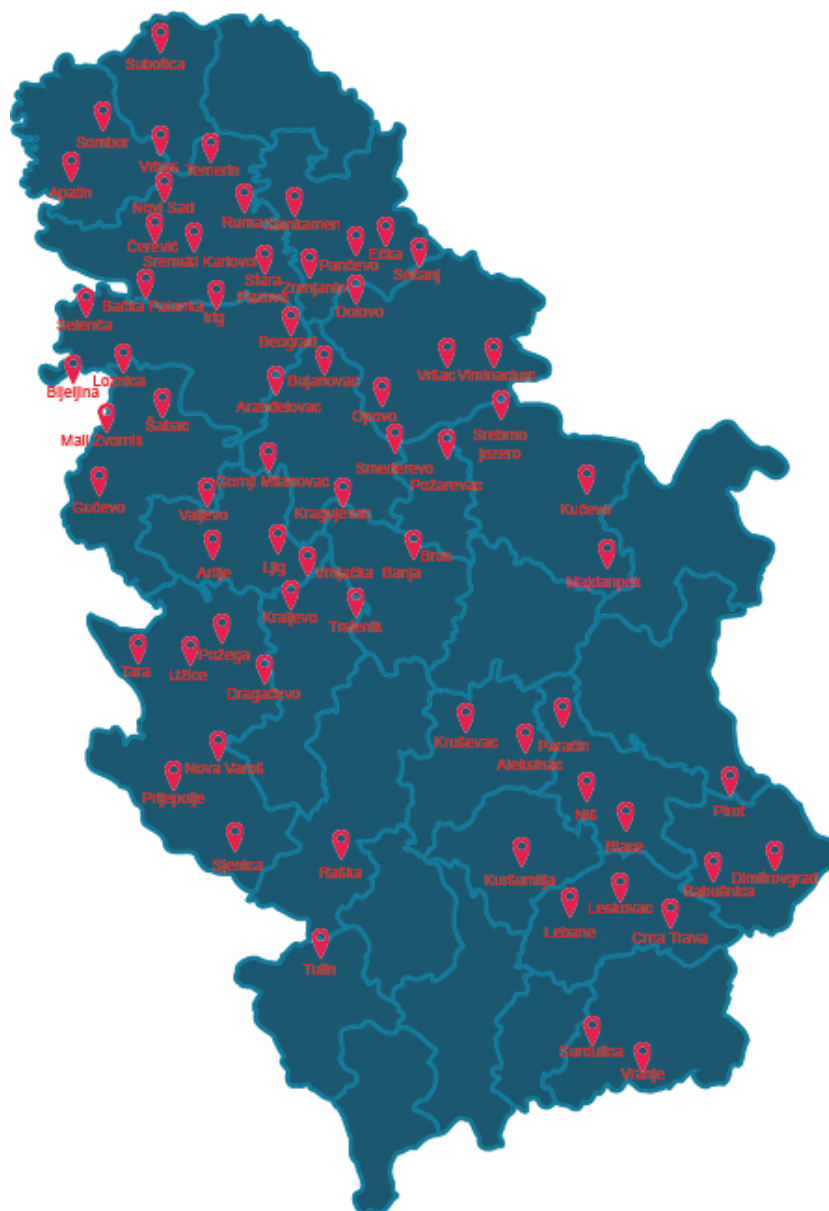 Subotica
Sombor
Vrbas
Temerin
Apatin
Novi Sad
Ruma
Slankamen
Čerević
Sremski Karlovci
Pančevo
Ečka
Sečanj
Stara
Pazova
Zrenjanin
Bačka Palanka
Irig
Dolovo
Selenča
Beograd
Bijeljina
Loznica
Bujanovac
Vršac
Viminacium
Aranđelovac
Opovo
Mali Zvornik
Šabac
Srebrno
jezero
Smederevo
Požarevac
Gornji Milanovac
Gučevo
Valjevo
Kragujevac
Kučevo
Arilje
Ljig
Vrnjačka
Banja
Brus
Majdanpek
Kraljevo
Trstenik
Tara
Užice
Požega
Dragačevo
Kruševac
Paraćin
Aleksinac
Nova Varoš
Prijepolje
Pirot
Niš
Blace
Sjenica
Raška
Kuršumlija
Babušnica
Dimitrovgrad
Lebane
Leskovac
Crna Trava
Tutin
Surdulica
Vranje